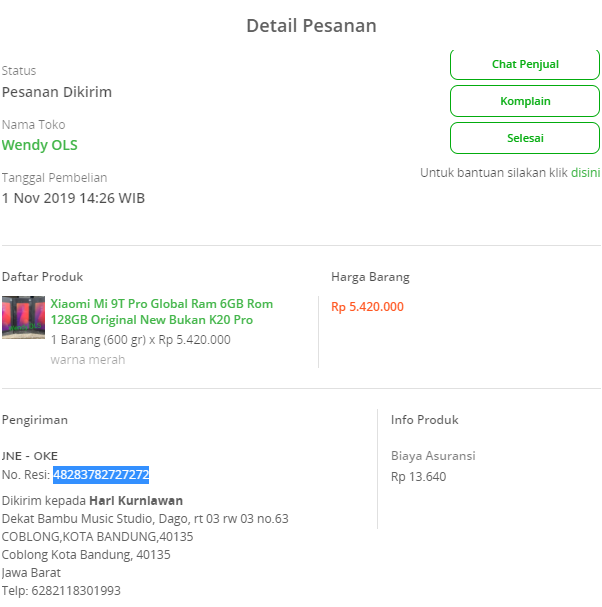 Detail Pesanan
Status
Pesanan Dikirim
Nama Toko
Wendy OLS
Tanggal Pembelian
1 Nov 2019 14:26 WIB
Chat Penjual
Komplain
Selesai
Untuk bantuan silakan klik disini
Daftar Produk
Xiaomi Mi 9T Pro Global Ram 6GB Rom
128GB Original New Bukan K20 Pro
1 Barang (600 gr) x Rp 5.420.000
warna merah
Harga Barang
Rp 5.420.000
Pengiriman
JNE - OKE
No. Resi: 48283782727272
Dikirim kepada Hari Kurniawan
Dekat Bambu Music Studio, Dago, rt 03 rw 03 no.63
COBLONG,KOTA BANDUNG,40135
Coblong Kota Bandung, 40135
Jawa Barat
Telp: 6282118301993
Info Produk
Biaya Asuransi
Rp 13.640